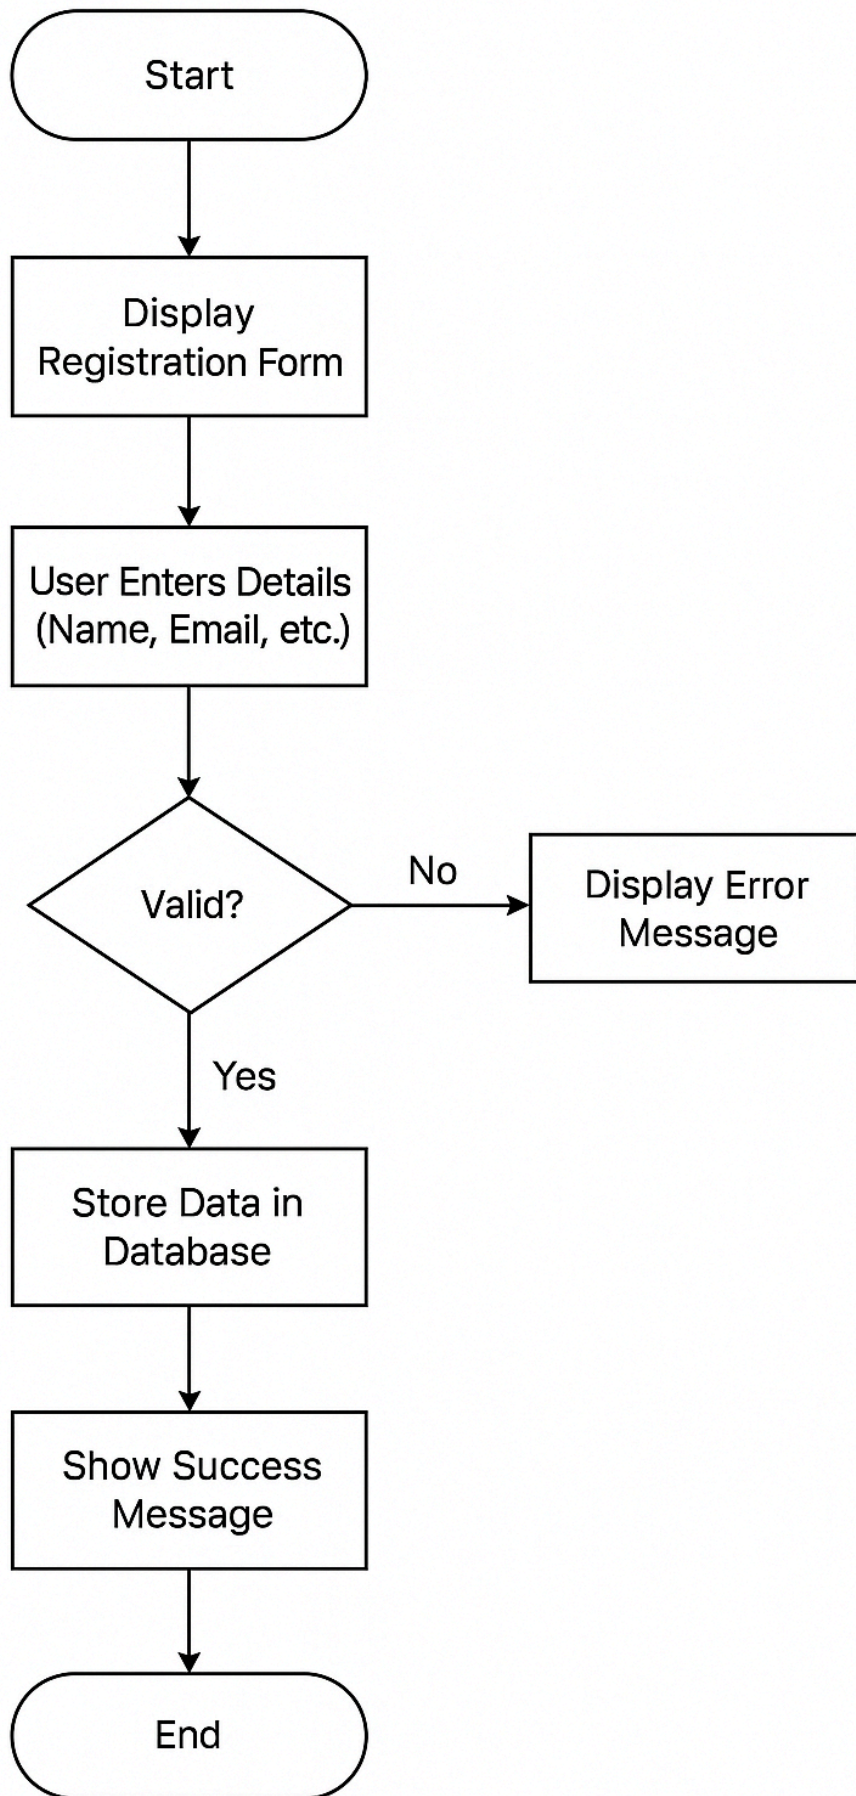 Start
Display
Registration Form
User Enters Details
(Name, Email, etc.)
Valid?
No
Display Error
Message
Yes
Store Data in
Database
Show Success
Message
End